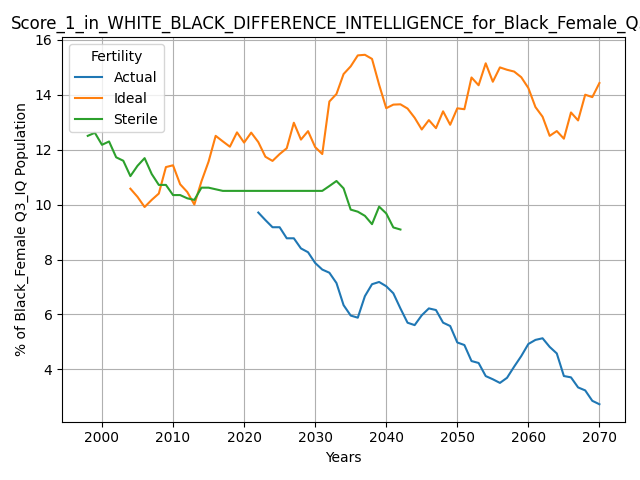 Score_1_in_WHITE_BLACK_DIFFERENCE_INTELLIGENCE_for_Black_Female_Q
16
14
12
10
8
6
4
% of Black_Female Q3_IQ Population
Fertility
Actual
Ideal
Sterile
2000 2010 2020 2030 2040 2050 2060 2070
Years